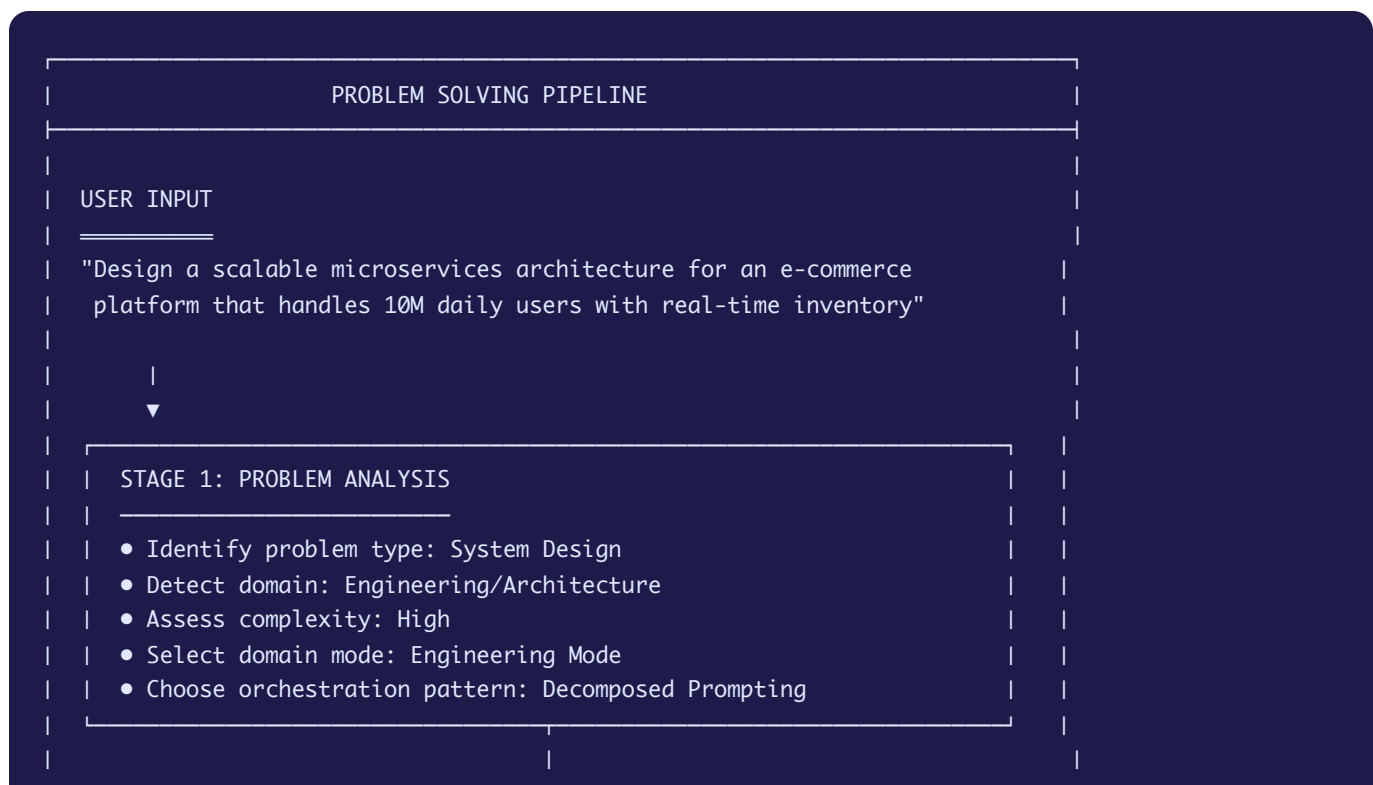 PROBLEM SOLVING PIPELINE
USER INPUT
"Design a scalable microservices architecture for an e-commerce
platform that handles 10M daily users with real-time inventory"
▼
STAGE 1: PROBLEM ANALYSIS
● Identify problem type: System Design
● Detect domain: Engineering/Architecture
● Assess complexity: High
● Select domain mode: Engineering Mode
● Choose orchestration pattern: Decomposed Prompting